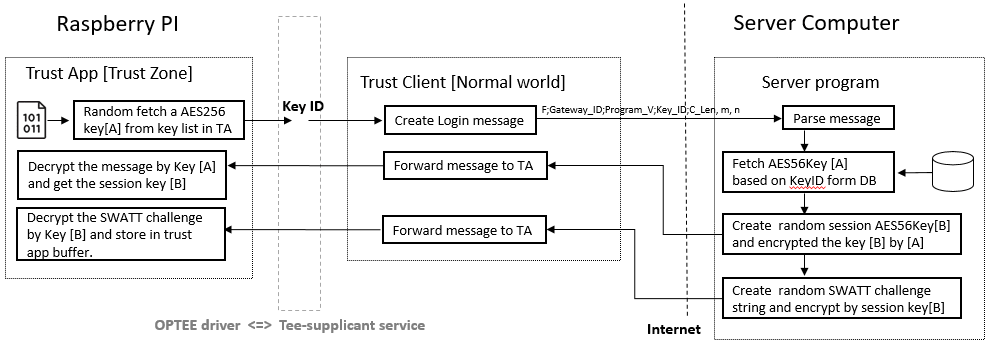 Raspberry PI
Server Computer
Trust App [Trust Zone]
Trust Client [Normal world]
Server program
101
011
Random fetch a AES256
key[A] from key list in TA
Key ID
Create Login message
F;Gateway_ID;Program_V;Key_ID;C_Len, m, n
Parse message
Decrypt the message by Key [A]
and get the session key [B]
Forward message to TA
Fetch AES56Key [A]
based on KeyID form DB
Decrypt the SWATT challenge
by Key [B] and store in trust
app buffer.
Forward message to TA
Create  random session AES56Key[B]
and encrypted the key [B] by [A]
Create  random SWATT challenge
string and encrypt by session key[B]
OPTEE driver  <=>  Tee-supplicant service
Internet